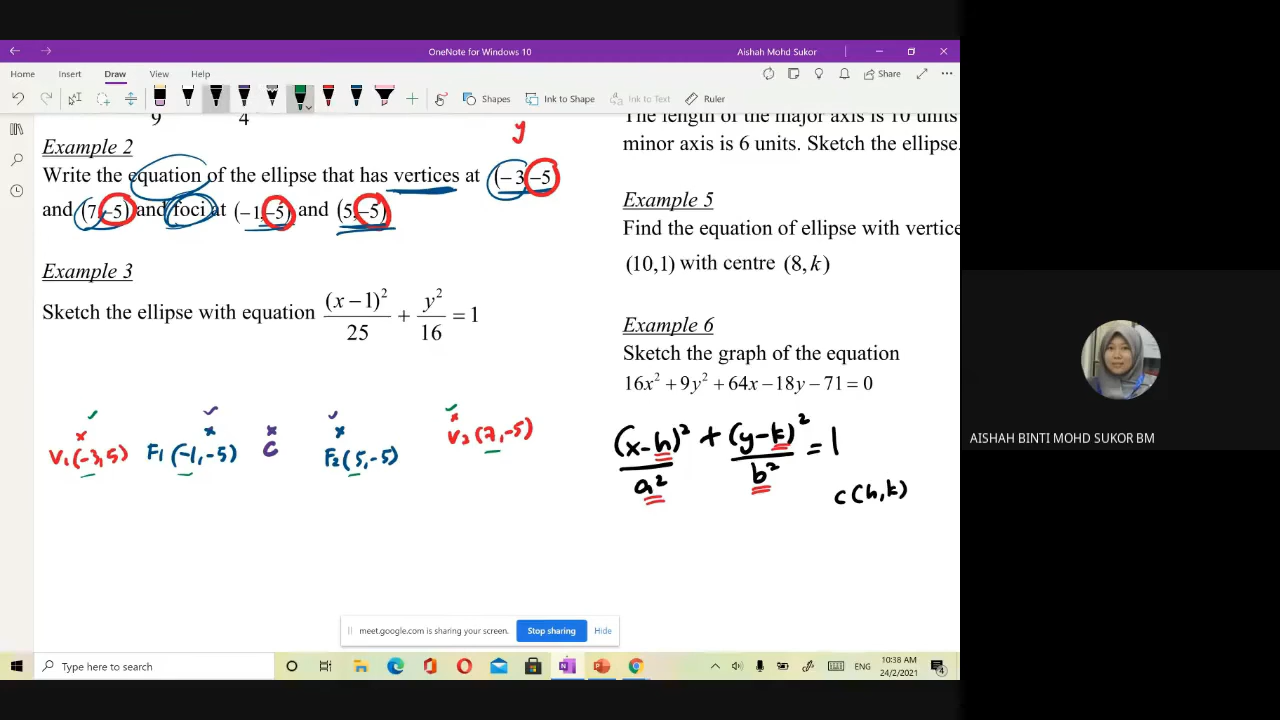 OneNote for Windows 10
Aishah Mohd Sukor
Home Insert Draw View Help
Share
Shapes Ink to Shape Ink to Text Ruler
9 4
Example 2
Write the equation of the ellipse that has vertices at (−3,−5
and (7,−5) and foci at (−1,−5) and (5,−5)
y
Example 3
Sketch the ellipse with equation (x−1)²/25 + y²/16 = 1
V₁(-3,5) F₁(-1,-5) C F₂(5,-5) V₂(7,-5)
The length of the major axis is 10 units
minor axis is 6 units. Sketch the ellipse.
Example 5
Find the equation of ellipse with vertice
(10,1) with centre (8,k)
Example 6
Sketch the graph of the equation
16x²+9y²+64x−18y−71=0
(x-h)²/a² + (y-k)²/b² = 1
C(h,k)
AISHAH BINTI MOHD SUKOR BM
meet.google.com is sharing your screen. Stop sharing Hide
Type here to search
ENG
10:38 AM
24/2/2021
4